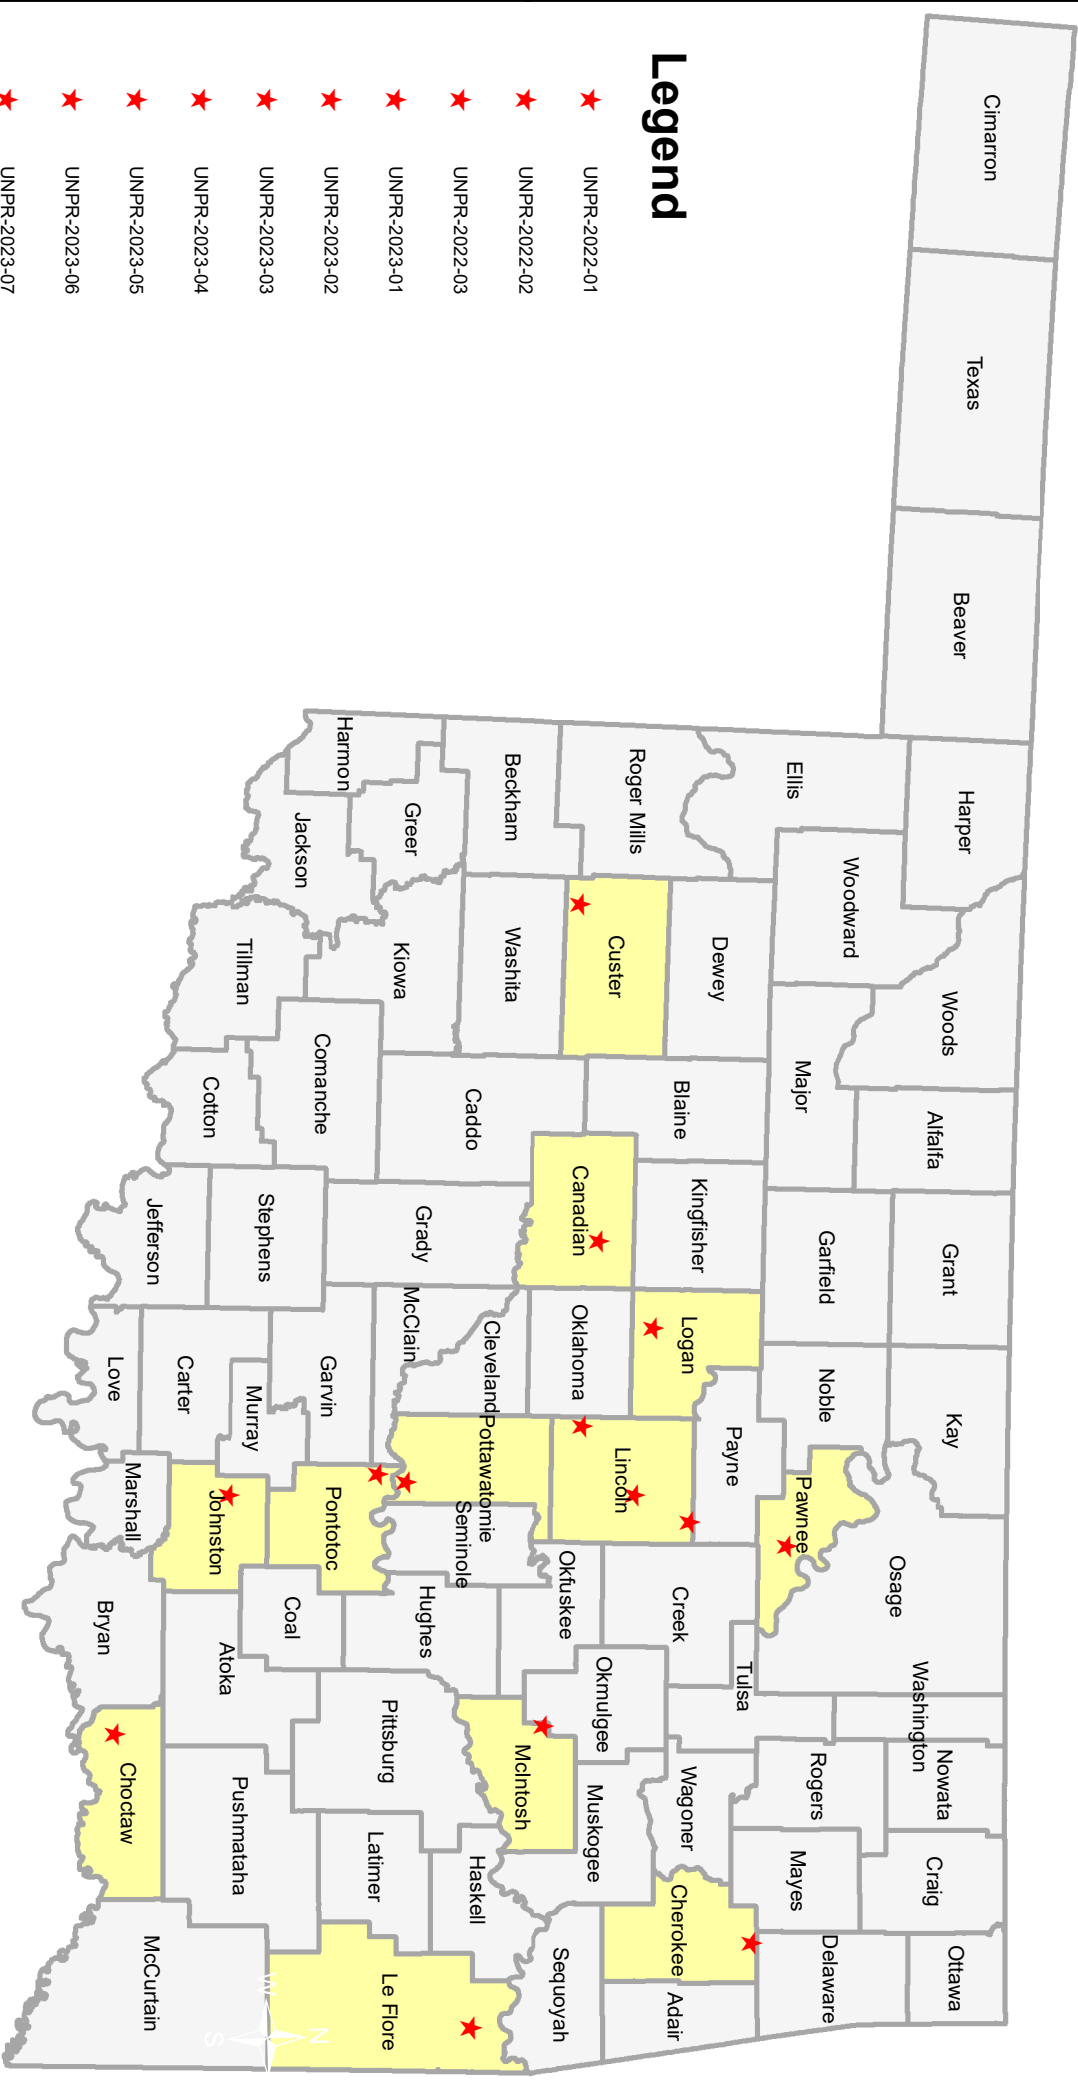 Legend
UNPR-2022-01
UNPR-2022-02
UNPR-2022-03
UNPR-2023-01
UNPR-2023-02
UNPR-2023-03
UNPR-2023-04
UNPR-2023-05
UNPR-2023-06
UNPR-2023-07
Cimarron
Texas
Beaver
Harper
Woods
Alfalfa
Grant
Kay
Osage
Washington
Nowata
Craig
Ottawa
Ellis
Woodward
Major
Garfield
Noble
Pawnee
Rogers
Mayes
Delaware
Roger Mills
Dewey
Blaine
Kingfisher
Logan
Payne
Creek
Tulsa
Wagoner
Cherokee
Adair
Custer
Canadian
Oklahoma
Lincoln
Okfuskee
Okmulgee
Muskogee
Sequoyah
Beckham
Washita
Caddo
Grady
McClain
Cleveland
Pottawatomie
Seminole
Hughes
McIntosh
Haskell
Harmon
Greer
Kiowa
Comanche
Stephens
Garvin
Pontotoc
Coal
Pittsburg
Latimer
Le Flore
Jackson
Tillman
Cotton
Jefferson
Carter
Murray
Johnston
Atoka
Pushmataha
McCurtain
Love
Marshall
Bryan
Choctaw
N
W
S